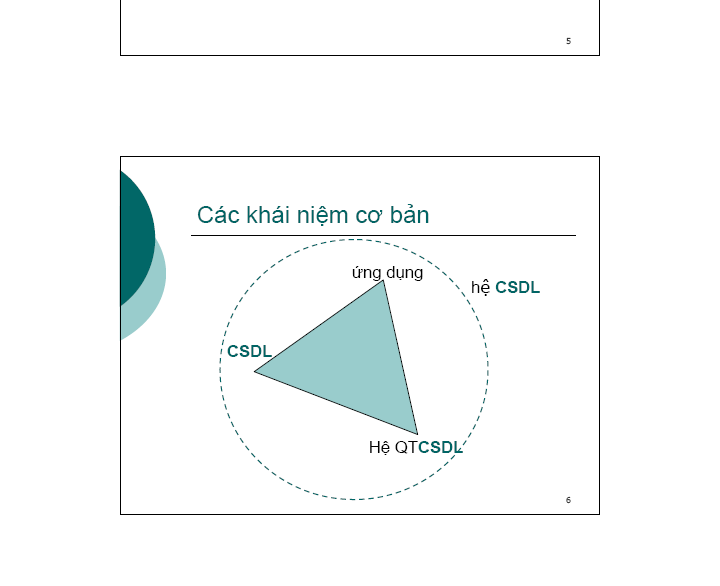 5
Các khái niệm cơ bản
ứng dụng
hệ CSDL
CSDL
Hệ QTCSDL
6